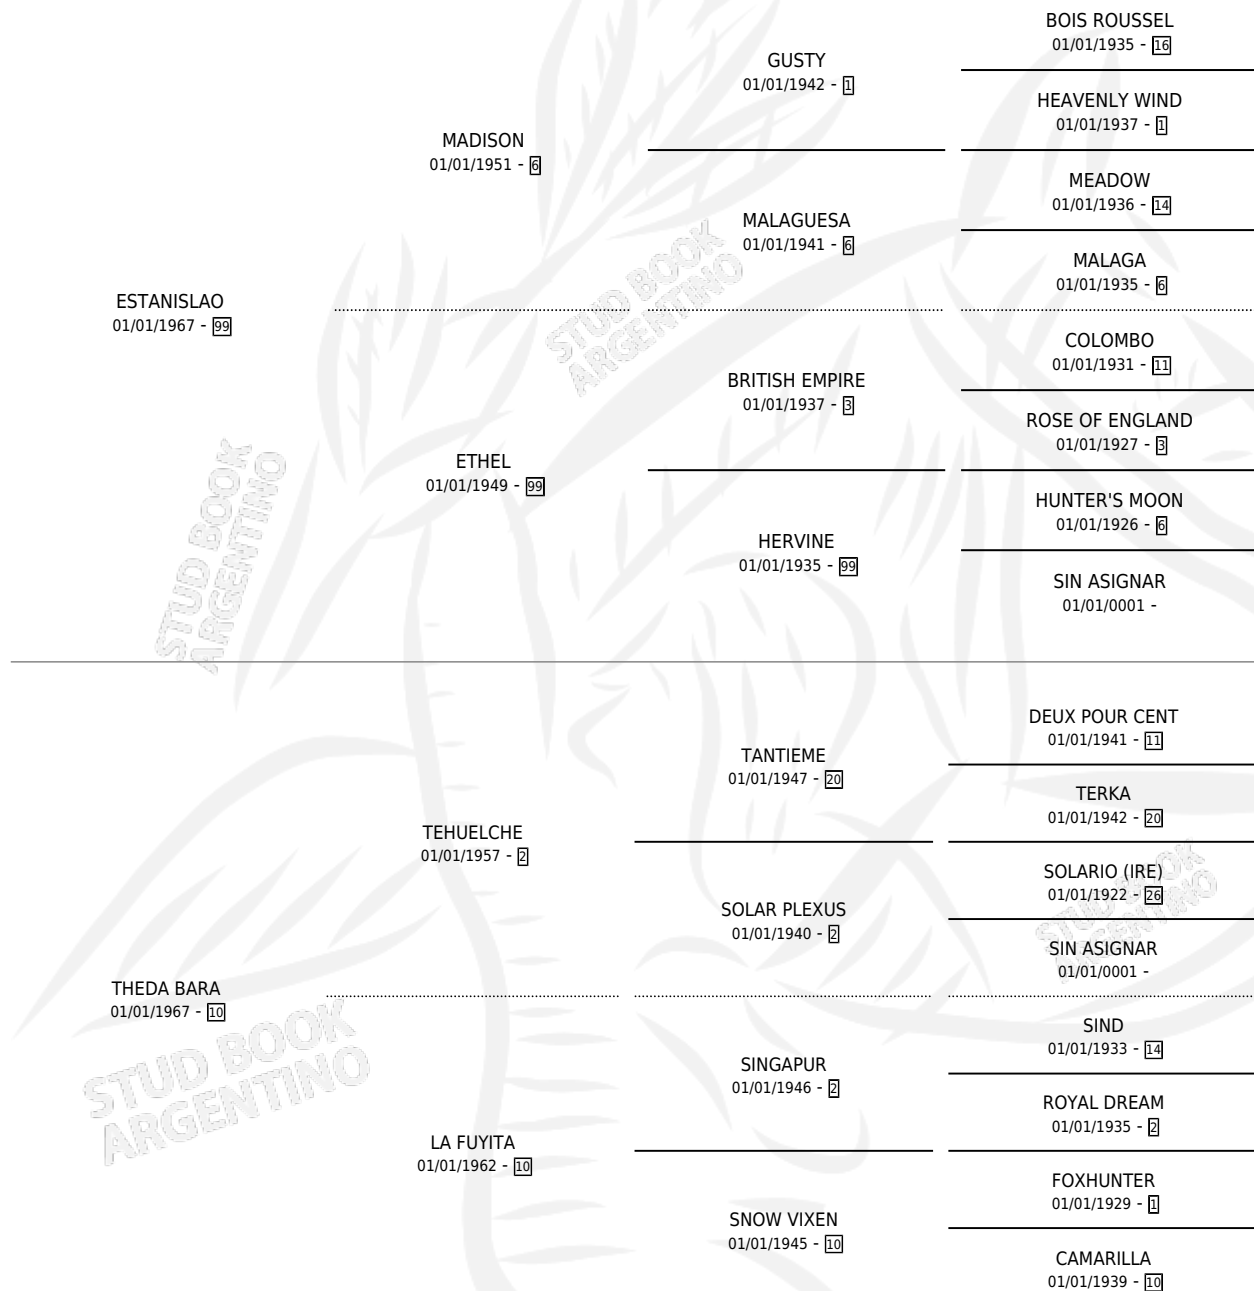 BOIS ROUSSEL
01/01/1935 - 16
GUSTY
01/01/1942 - 1
HEAVENLY WIND
01/01/1937 - 1
MADISON
01/01/1951 - 6
MEADOW
01/01/1936 - 14
MALAGUESA
01/01/1941 - 6
MALAGA
01/01/1935 - 6
STUD BOOK
ARGENTINO
ESTANISLAO
01/01/1967 - 99
COLOMBO
01/01/1931 - 11
BRITISH EMPIRE
01/01/1937 - 3
ROSE OF ENGLAND
01/01/1927 - 3
ETHEL
01/01/1949 - 99
HUNTER'S MOON
01/01/1926 - 6
HERVINE
01/01/1935 - 99
SIN ASIGNAR
01/01/0001 -
STUD BOOK
ARGENTINO
DEUX POUR CENT
01/01/1941 - 11
TANTIEME
01/01/1947 - 20
TERKA
01/01/1942 - 20
TEHUELCHE
01/01/1957 - 2
SOLARIO (IRE)
01/01/1922 - 26
SOLAR PLEXUS
01/01/1940 - 2
STUD BOOK
ARGENTINO
SIN ASIGNAR
01/01/0001 -
THEDA BARA
01/01/1967 - 10
SIND
01/01/1933 - 14
SINGAPUR
01/01/1946 - 2
ROYAL DREAM
01/01/1935 - 2
STUD BOOK
ARGENTINO
LA FUYITA
01/01/1962 - 10
FOXHUNTER
01/01/1929 - 1
SNOW VIXEN
01/01/1945 - 10
CAMARILLA
01/01/1939 - 10